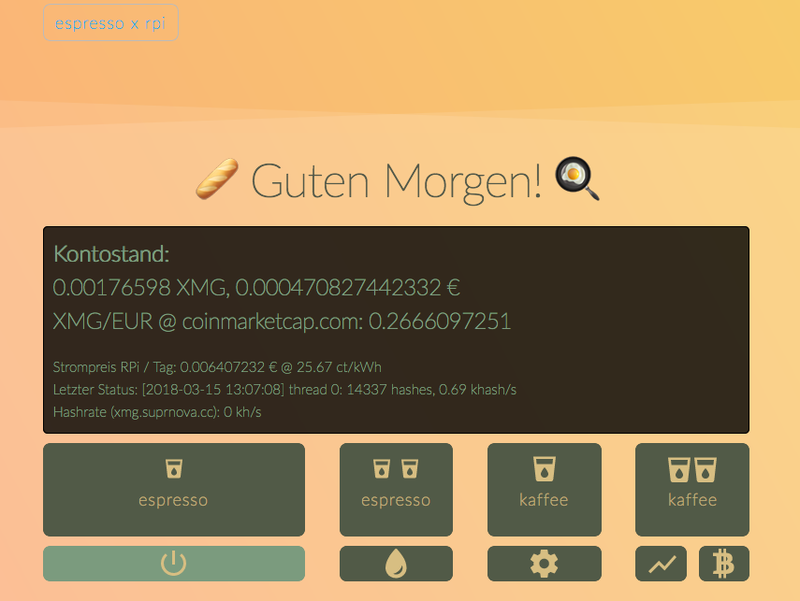 espresso x rpi
Guten Morgen!
Kontostand:
0.00176598 XMG, 0.000470827442332 €
XMG/EUR @ coinmarketcap.com: 0.2666097251
Strompreis RPi / Tag: 0.006407232 € @ 25.67 ct/kWh
Letzter Status: [2018-03-15 13:07:08] thread 0: 14337 hashes, 0.69 khash/s
Hashrate (xmg.suprnova.cc): 0 kh/s
espresso
espresso
kaffee
kaffee